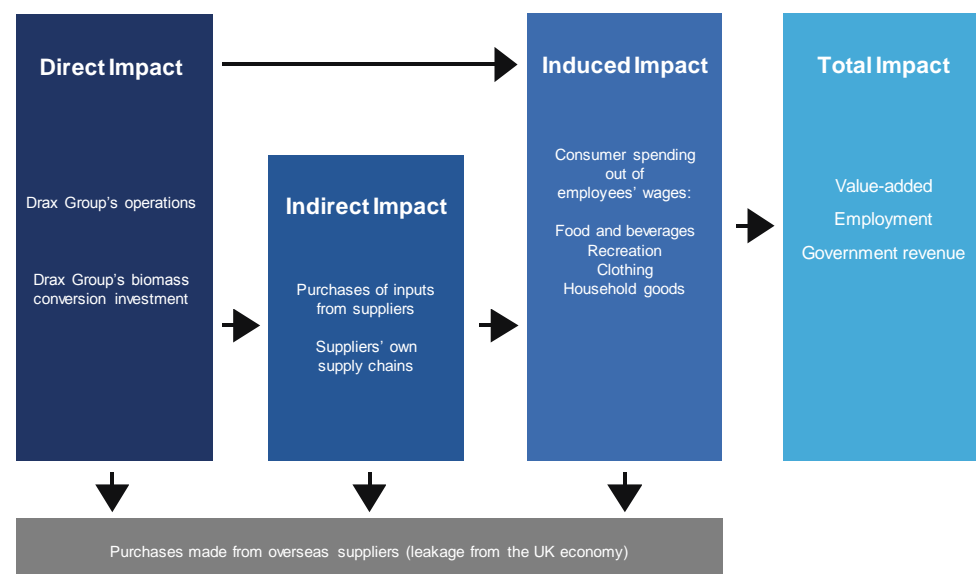 Direct Impact
Drax Group's operations
Drax Group's biomass
conversion investment
Indirect Impact
Purchases of inputs
from suppliers
Suppliers' own
supply chains
Induced Impact
Consumer spending
out of
employees' wages:
Food and beverages
Recreation
Clothing
Household goods
Total Impact
Value-added
Employment
Government revenue
Purchases made from overseas suppliers (leakage from the UK economy)